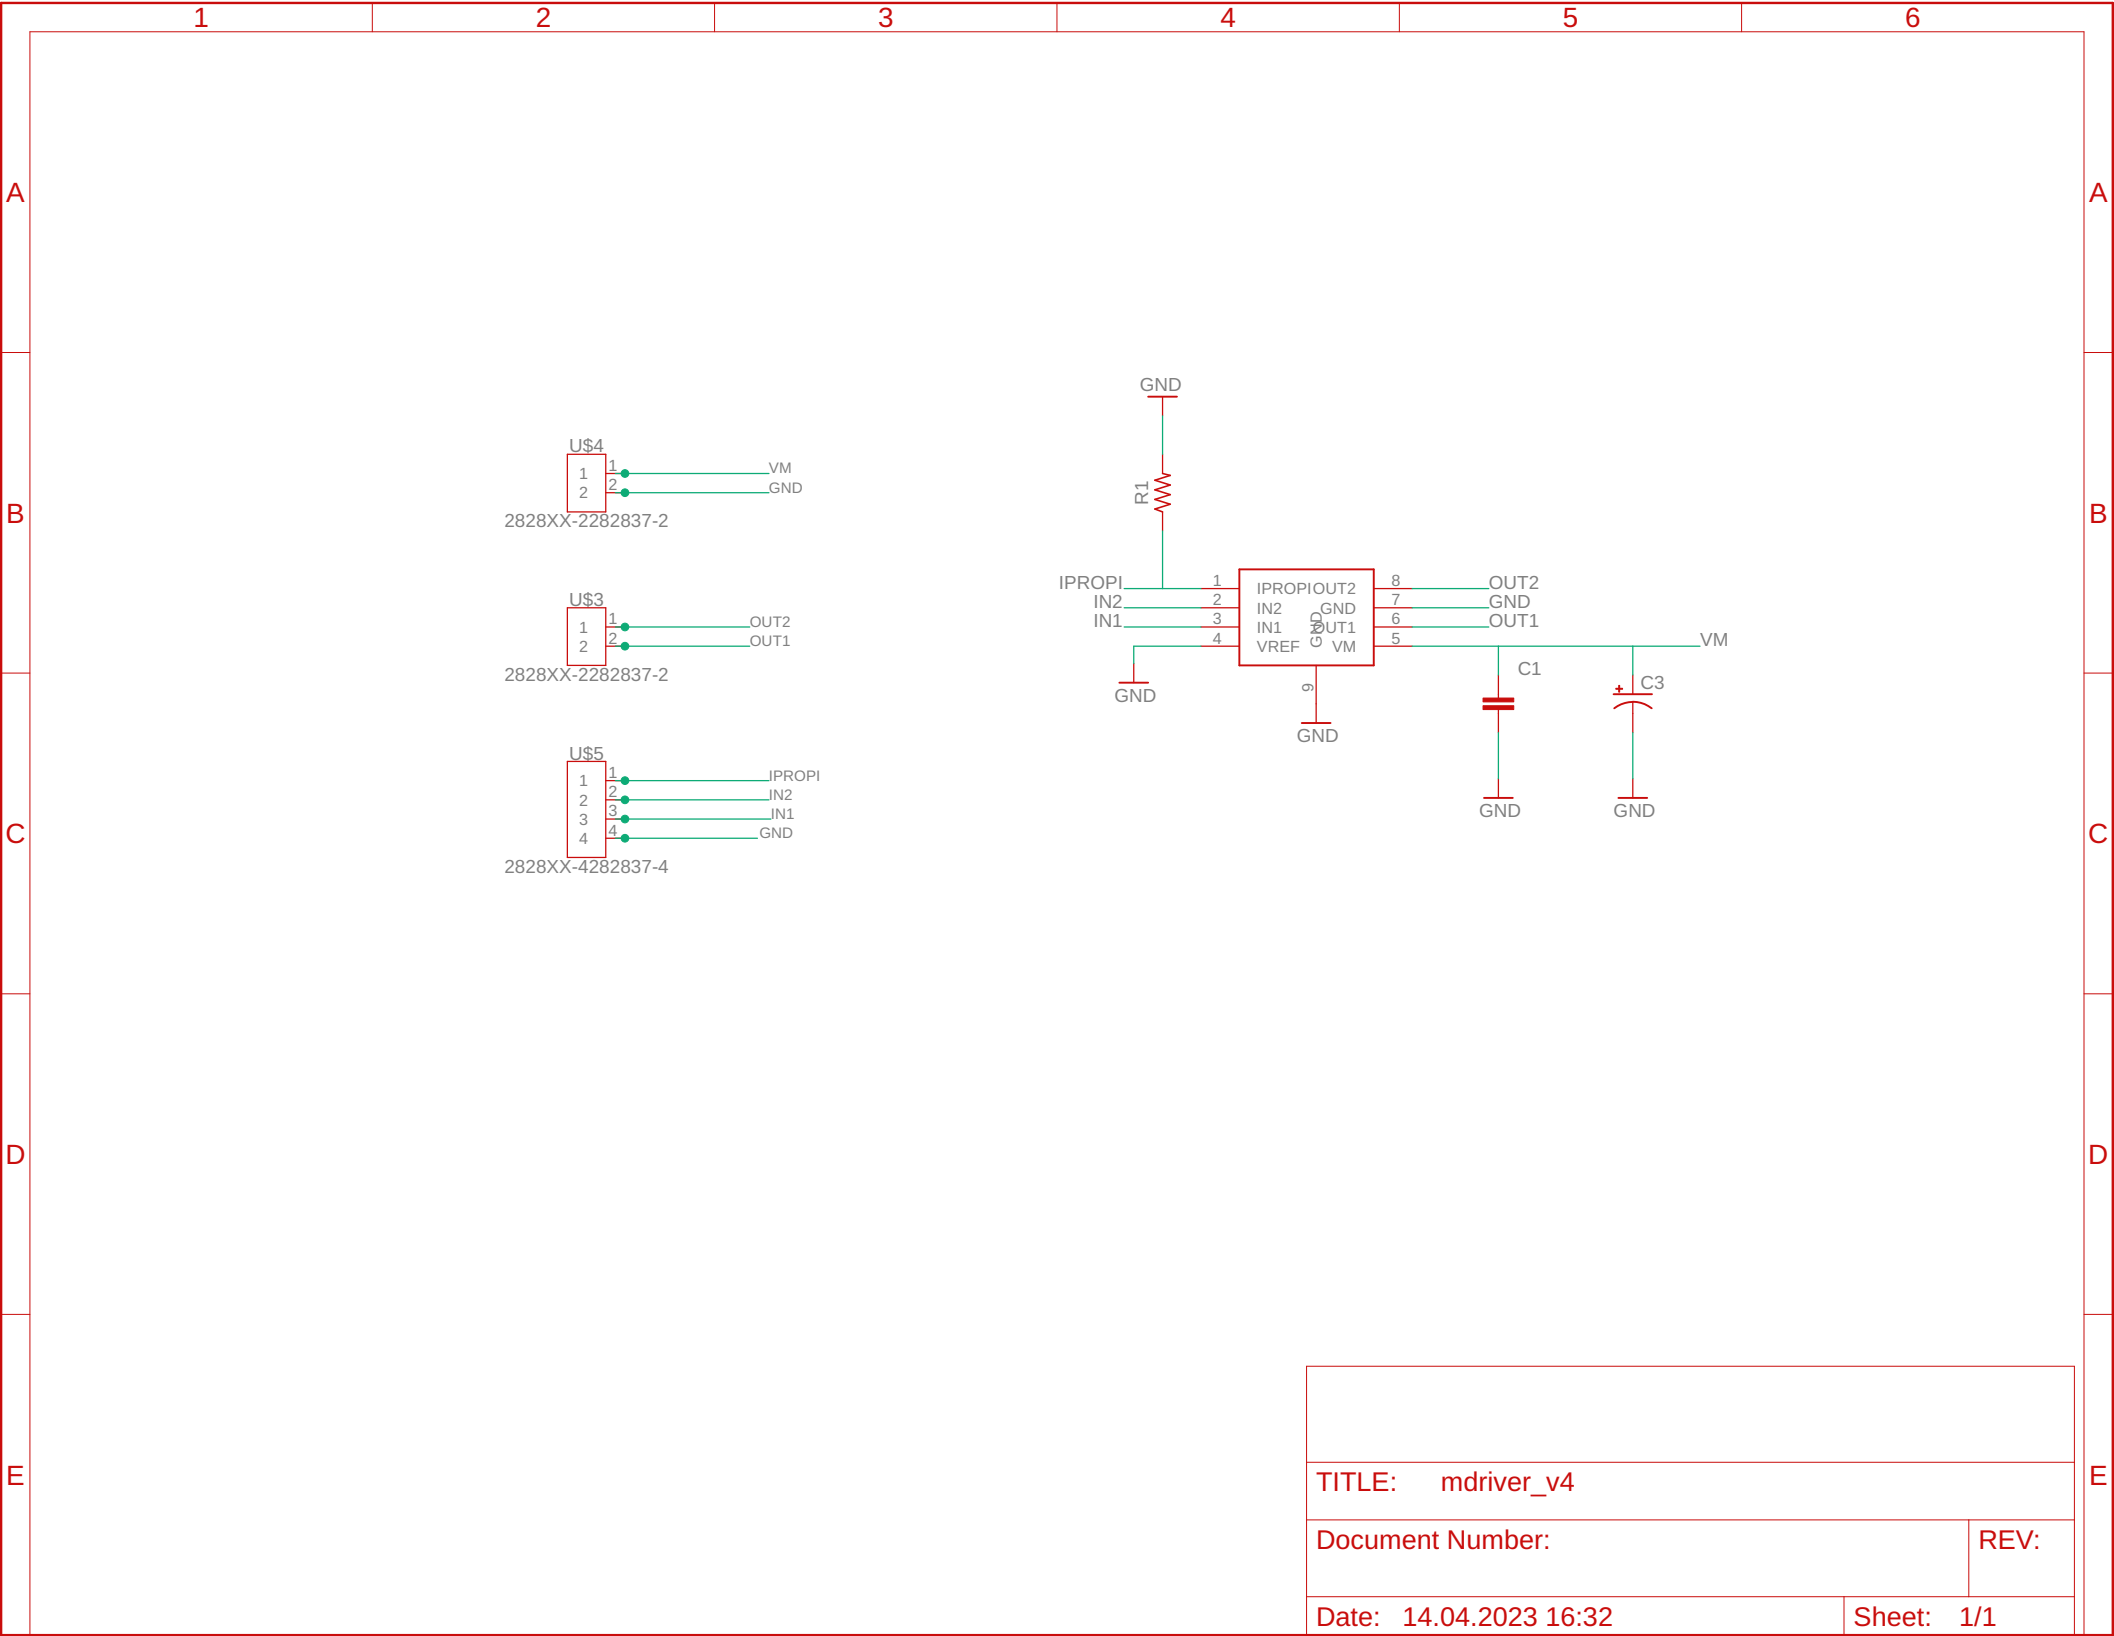 1 2 3 4 5 6
A A
GND
U$4
1 1 VM
2 2 GND
2828XX-2282837-2
R1
B B
U$3
1 1 OUT2
2 2 OUT1
2828XX-2282837-2
IPROPI 1 IPROPI OUT2 8 OUT2
IN2 2 IN2 GND 7 GND
IN1 3 IN1 OUT1 6 OUT1
4 VREF VM 5 VM
GND
GND
9
GND
C1
C3
GND
GND
U$5
1 1 IPROPI
2 2 IN2
3 3 IN1
4 4 GND
2828XX-4282837-4
C C
D D
E E
TITLE: mdriver_v4
Document Number: REV:
Date: 14.04.2023 16:32 Sheet: 1/1